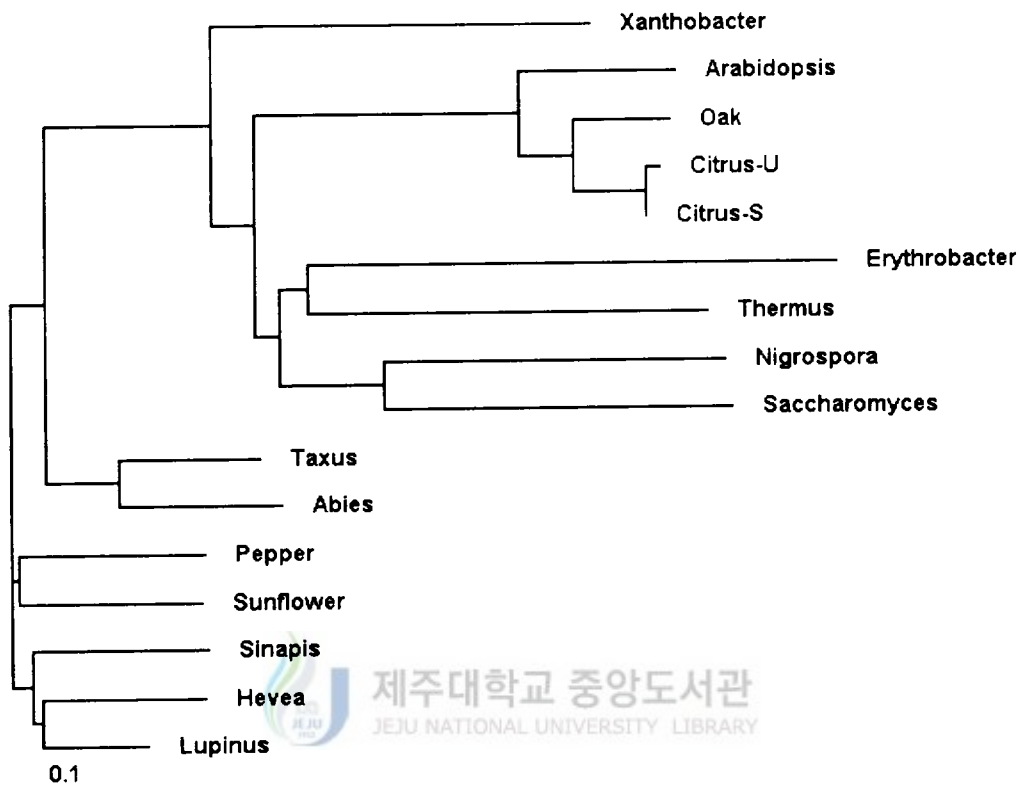 Xanthobacter
Arabidopsis
Oak
Citrus-U
Citrus-S
Erythrobacter
Thermus
Nigrospora
Saccharomyces
Taxus
Abies
Pepper
Sunflower
Sinapis
Hevea
Lupinus
0.1
제주대학교 중앙도서관
JEJU NATIONAL UNIVERSITY LIBRARY
JEJU